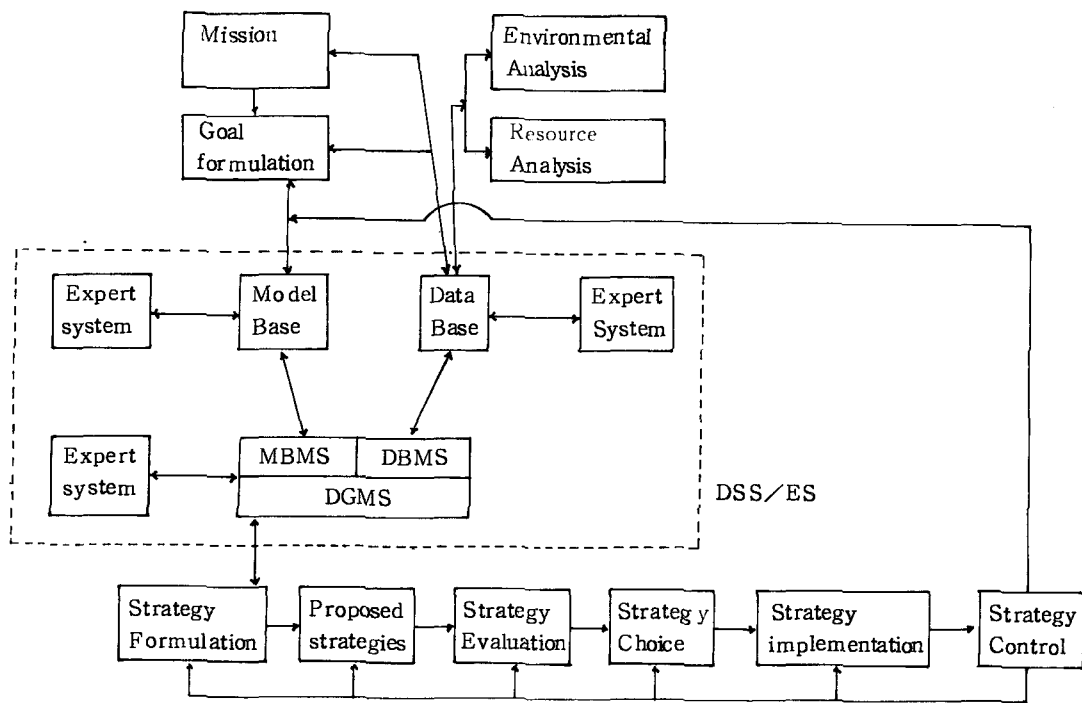 Mission
Environmental
Analysis
Goal
formulation
Resource
Analysis
Expert
system
Model
Base
Data
Base
Expert
System
Expert
system
MBMS
DBMS
DGMS
DSS/ES
Strategy
Formulation
Proposed
strategies
Strategy
Evaluation
Strategy
Choice
Strategy
implementation
Strategy
Control